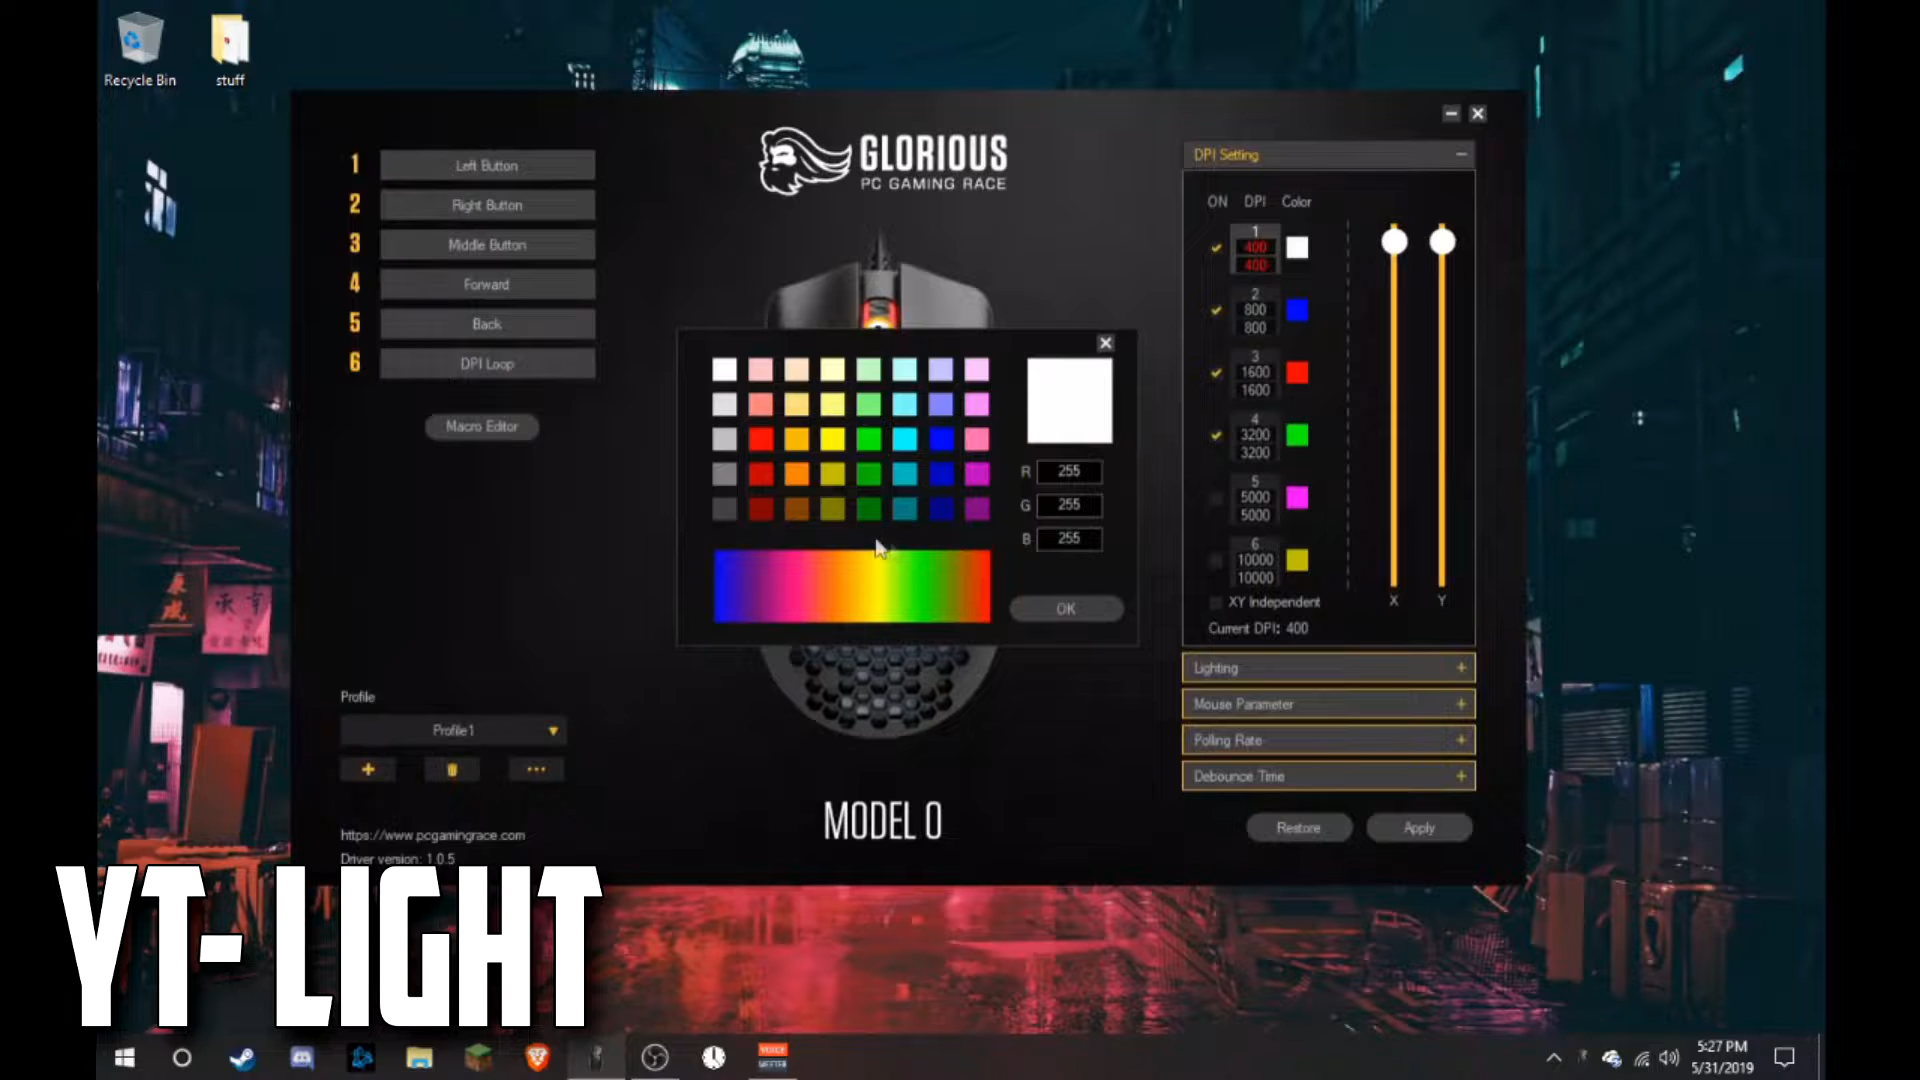 Recycle Bin
stuff
GLORIOUS
PC GAMING RACE
1 Left Button
2 Right Button
3 Middle Button
4 Forward
5 Back
6 DPI Loop
Macro Editor
R 255
G 255
B 255
OK
DPI Setting
ON DPI Color
1
400
400
2
800
800
3
1600
1600
4
3200
3200
5
5000
5000
6
10000
10000
X Y
XY Independent
Current DPI: 400
Lighting
Mouse Parameter
Polling Rate
Debounce Time
Restore
Apply
Profile
Profile1
MODEL O
https://www.pcgamingrace.com
Driver version: 1.0.5
YT- LIGHT
VOICE
MEETER
5:27 PM
5/31/2019